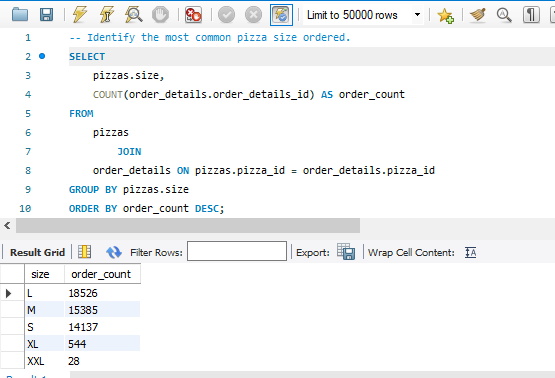 Limit to 50000 rows
1 -- Identify the most common pizza size ordered.
2 SELECT
3 pizzas.size,
4 COUNT(order_details.order_details_id) AS order_count
5 FROM
6 pizzas
7 JOIN
8 order_details ON pizzas.pizza_id = order_details.pizza_id
9 GROUP BY pizzas.size
10 ORDER BY order_count DESC;
Result Grid Filter Rows: Export: Wrap Cell Content:
size order_count
L 18526
M 15385
S 14137
XL 544
XXL 28